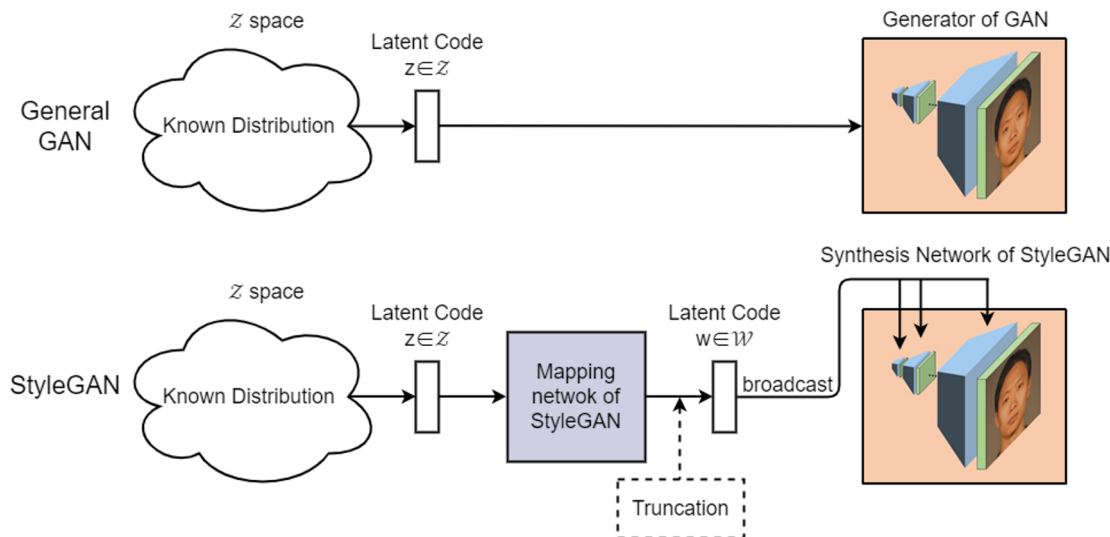 𝒵 space
Generator of GAN
Latent Code
z∈𝒵
General
GAN
Known Distribution
Synthesis Network of StyleGAN
𝒵 space
Latent Code
z∈𝒵
Latent Code
w∈𝒲
StyleGAN
Known Distribution
Mapping
netwok of
StyleGAN
broadcast
Truncation